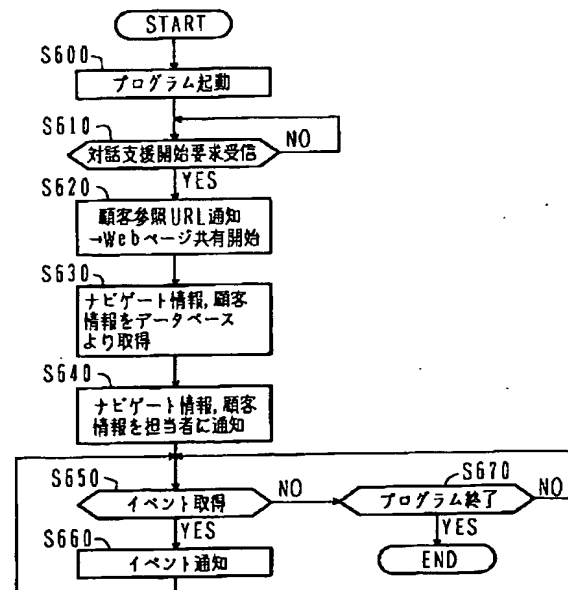 START
S600
プログラム起動
S610
対話支援開始要求受信
NO
YES
S620
顧客参照URL通知
→Webページ共有開始
S630
ナビゲート情報,顧客
情報をデータベース
より取得
S640
ナビゲート情報,顧客
情報を担当者に通知
S650
イベント取得
NO
YES
S670
プログラム終了
NO
YES
END
S660
イベント通知